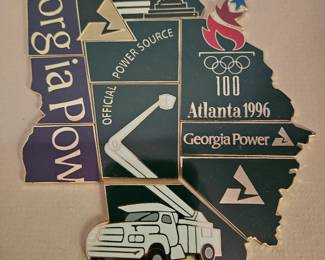 orgia Pow
OFFICIAL
POWER SOURCE
100
Atlanta 1996
Georgia Power